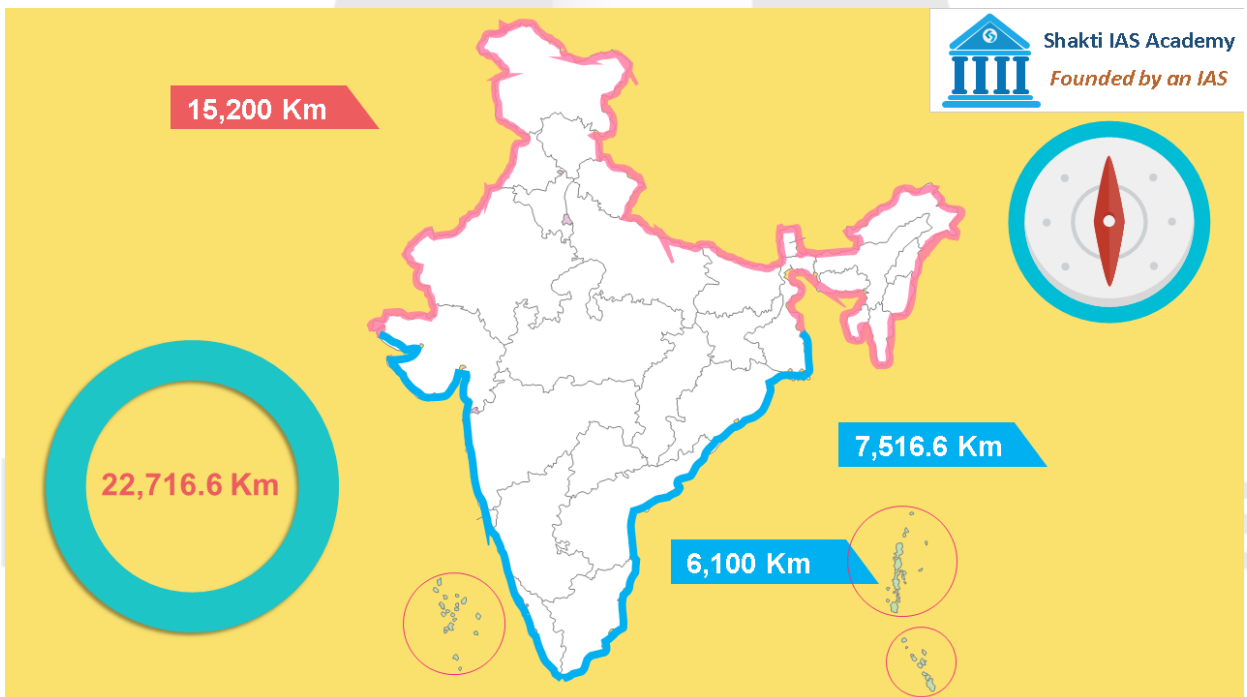 Shakti IAS Academy
Founded by an IAS
15,200 Km
7,516.6 Km
22,716.6 Km
6,100 Km